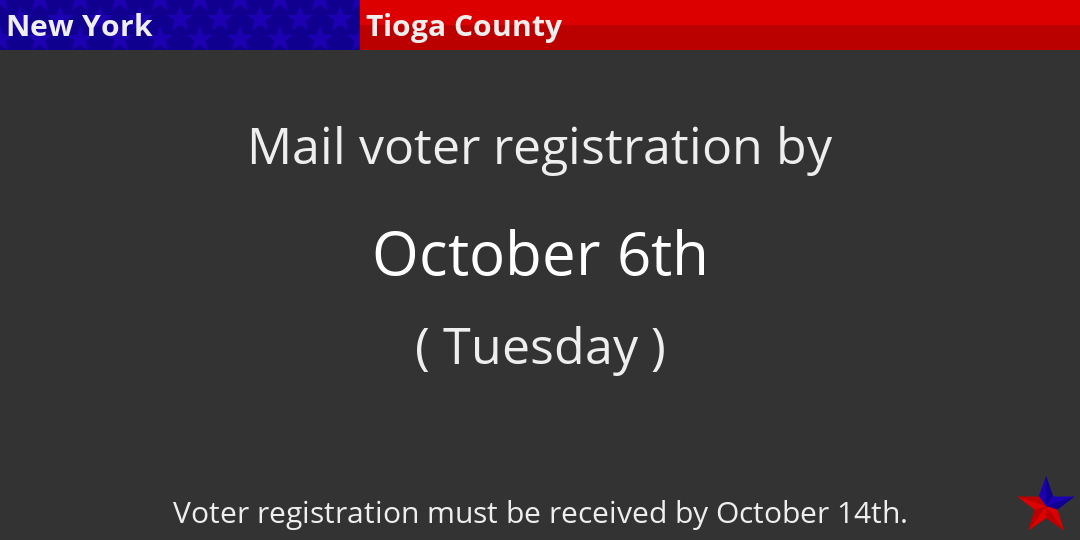 New York
Tioga County
Mail voter registration by
October 6th
( Tuesday )
Voter registration must be received by October 14th.